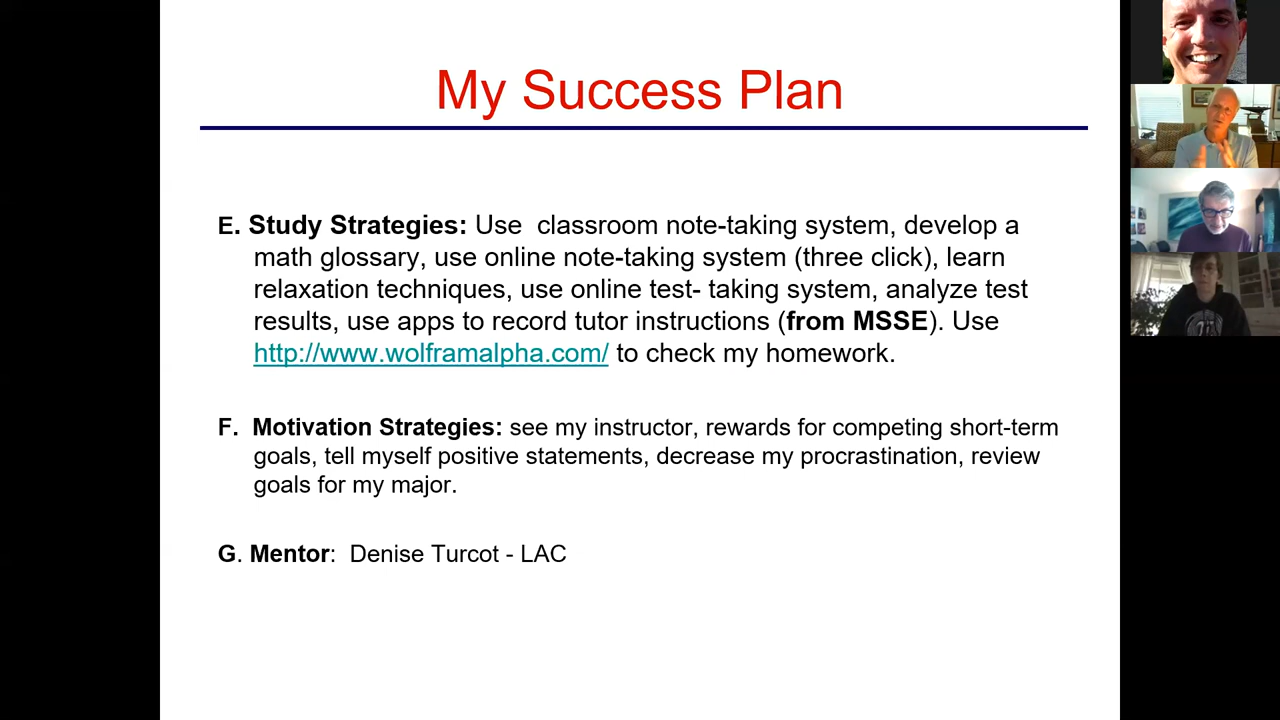 My Success Plan
E. Study Strategies: Use  classroom note-taking system, develop a
math glossary, use online note-taking system (three click), learn
relaxation techniques, use online test- taking system, analyze test
results, use apps to record tutor instructions (from MSSE). Use
http://www.wolframalpha.com/ to check my homework.
F.  Motivation Strategies: see my instructor, rewards for competing short-term
goals, tell myself positive statements, decrease my procrastination, review
goals for my major.
G. Mentor:  Denise Turcot - LAC